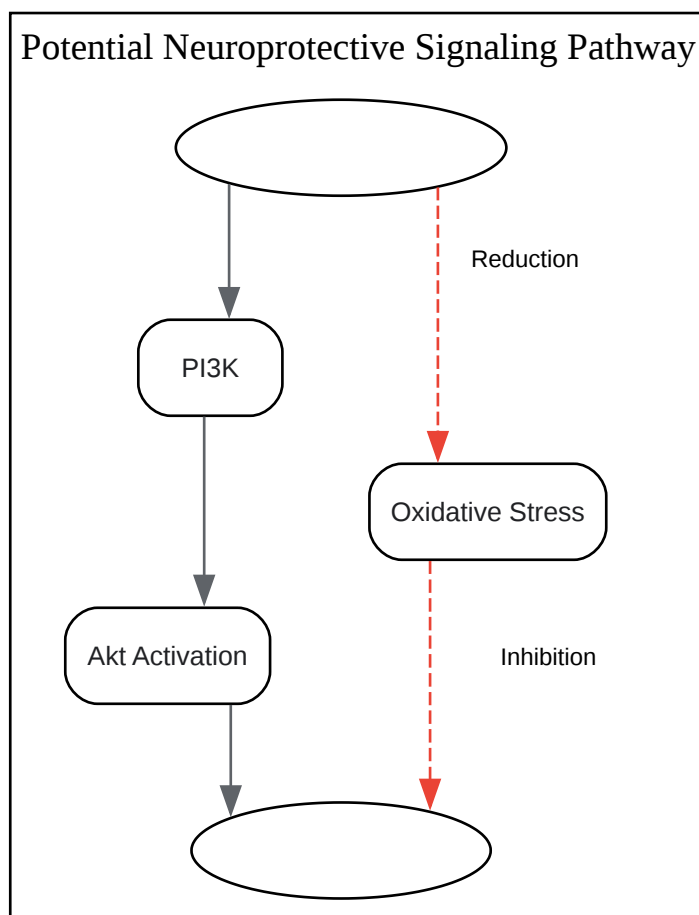 Potential Neuroprotective Signaling Pathway
Reduction
PI3K
Oxidative Stress
Akt Activation
Inhibition